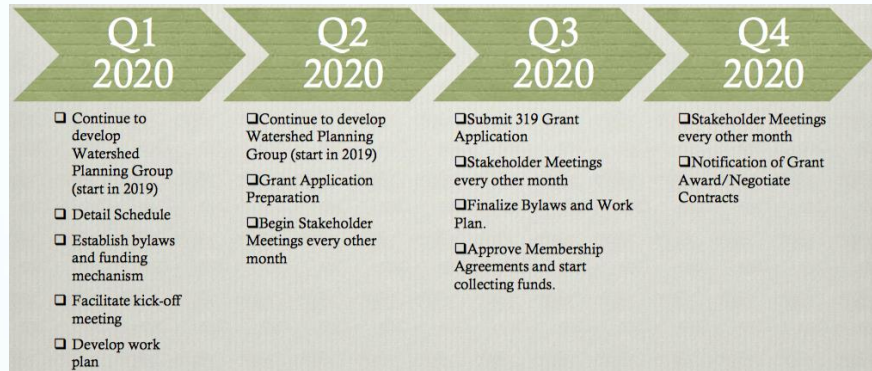 Q1
2020
Q2
2020
Q3
2020
Q4
2020
❑ Continue to
develop
Watershed
Planning Group
(start in 2019)
❑ Detail Schedule
❑ Establish bylaws
and funding
mechanism
❑ Facilitate kick-off
meeting
❑ Develop work
plan
❑Continue to develop
Watershed Planning
Group (start in 2019)
❑Grant Application
Preparation
❑Begin Stakeholder
Meetings every other
month
❑Submit 319 Grant
Application
❑Stakeholder Meetings
every other month
❑Finalize Bylaws and Work
Plan.
❑Approve Membership
Agreements and start
collecting funds.
❑Stakeholder Meetings
every other month
❑Notification of Grant
Award/Negotiate
Contracts